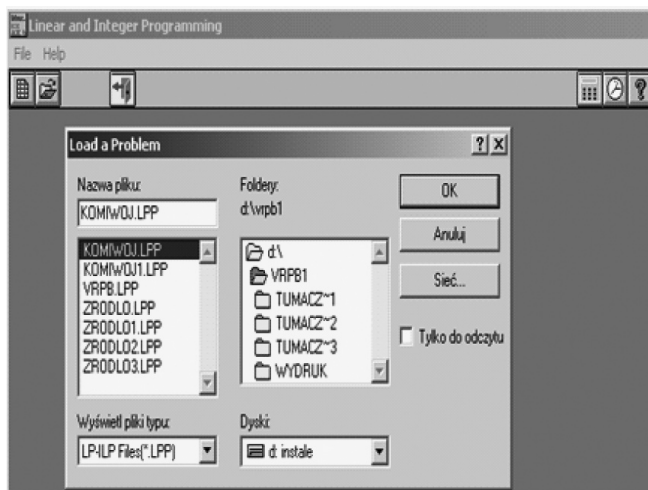 Linear and Integer Programming
File Help
Load a Problem
Nazwa pliku:
KOMIWOJ.LPP
KOMIWOJ.LPP
KOMIWOJ1.LPP
VRPB.LPP
ZRODLO.LPP
ZRODLO1.LPP
ZRODLO2.LPP
ZRODLO3.LPP
Wyświetl pliki typu:
LP-ILP Files(*.LPP)
Foldery:
d:\vrpb1
d:\
VRPB1
TUMACZ~1
TUMACZ~2
TUMACZ~3
WYDRUK
Dyski:
d: instale
OK
Anuluj
Sieć...
Tylko do odczytu